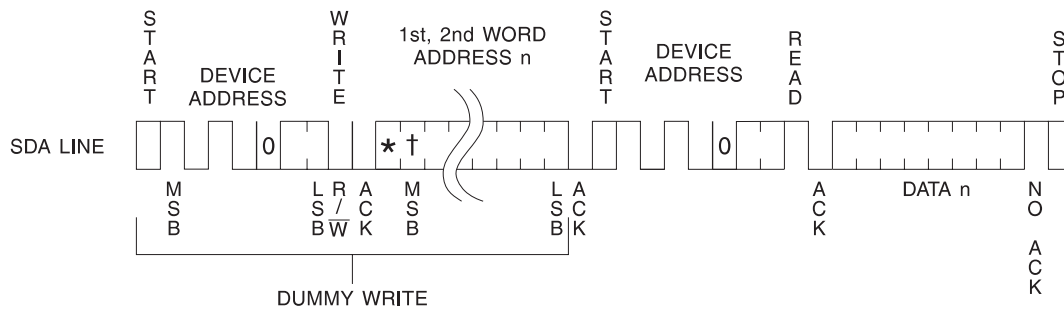 START
WRITE
1st, 2nd WORD
ADDRESS n
START
DEVICE
ADDRESS
READ
STOP
DEVICE
ADDRESS
SDA LINE
0
* †
0
MSB
LSB
R/W̅
ACK
MSB
LSB
ACK
ACK
DATA n
NO ACK
DUMMY WRITE